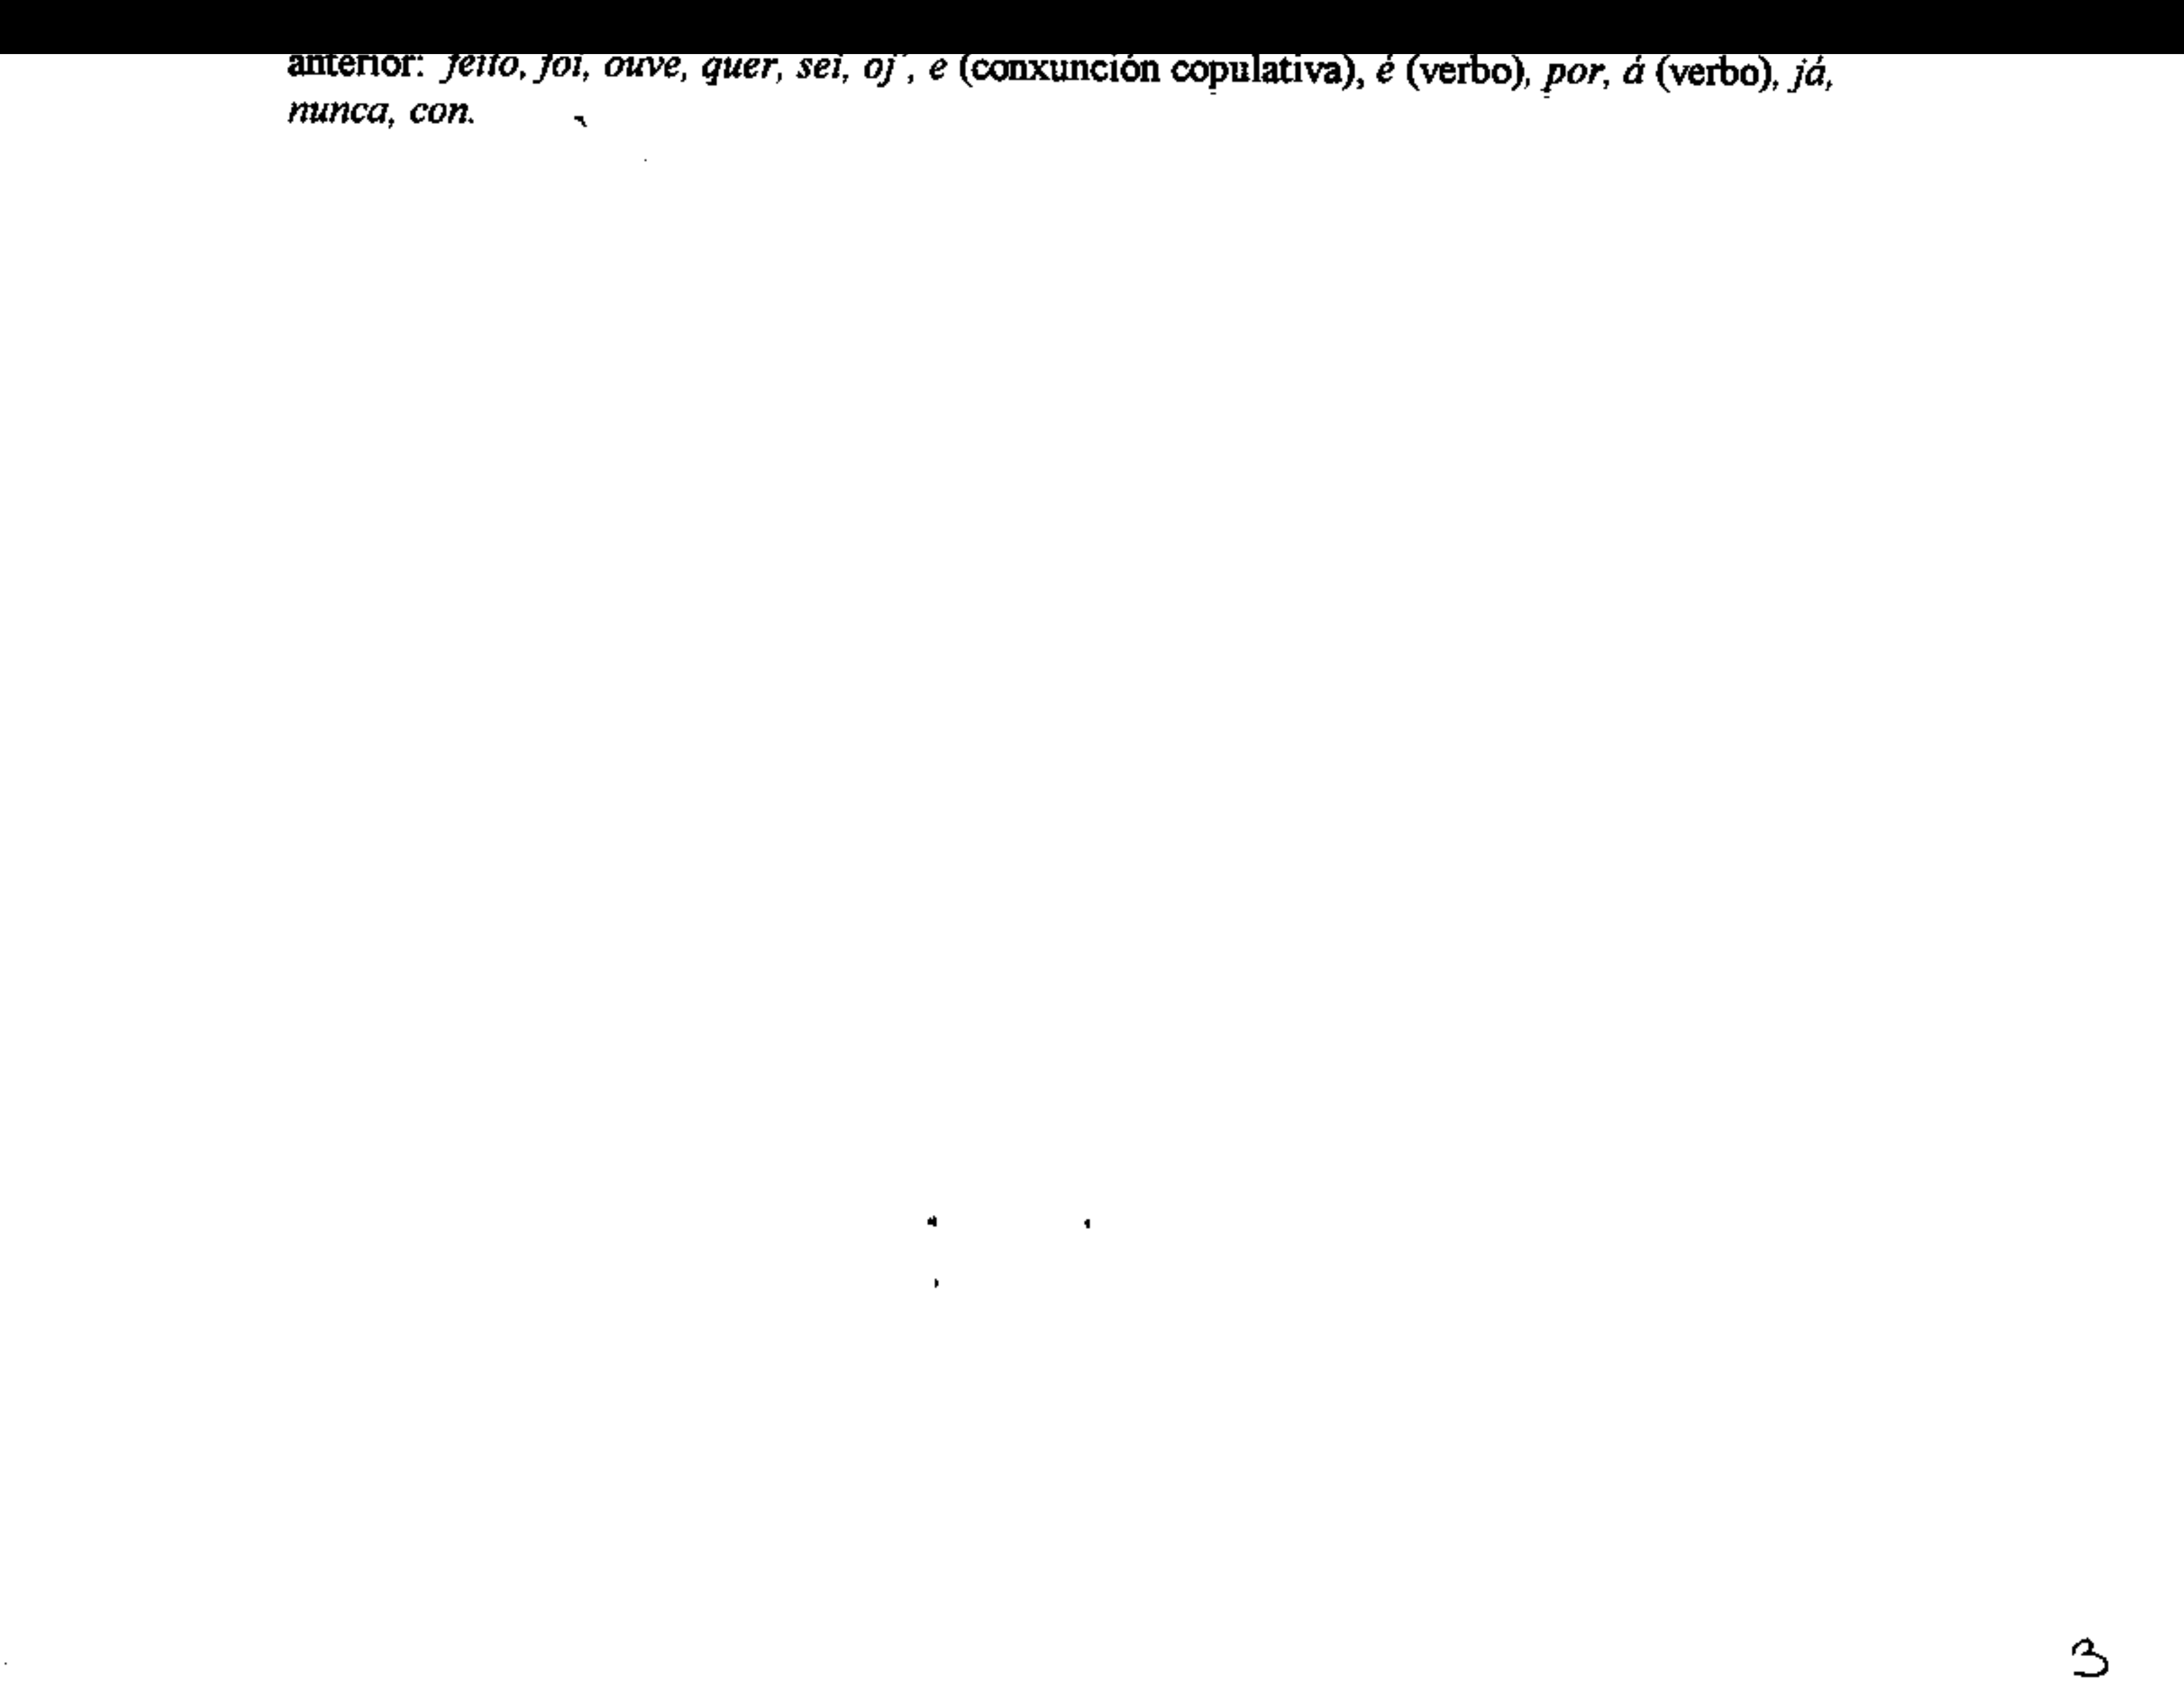 anterior: feito, foi, ouve, quer, sei, oj', e (conxunción copulativa), é (verbo), por, á (verbo), já,
nunca, con.
3